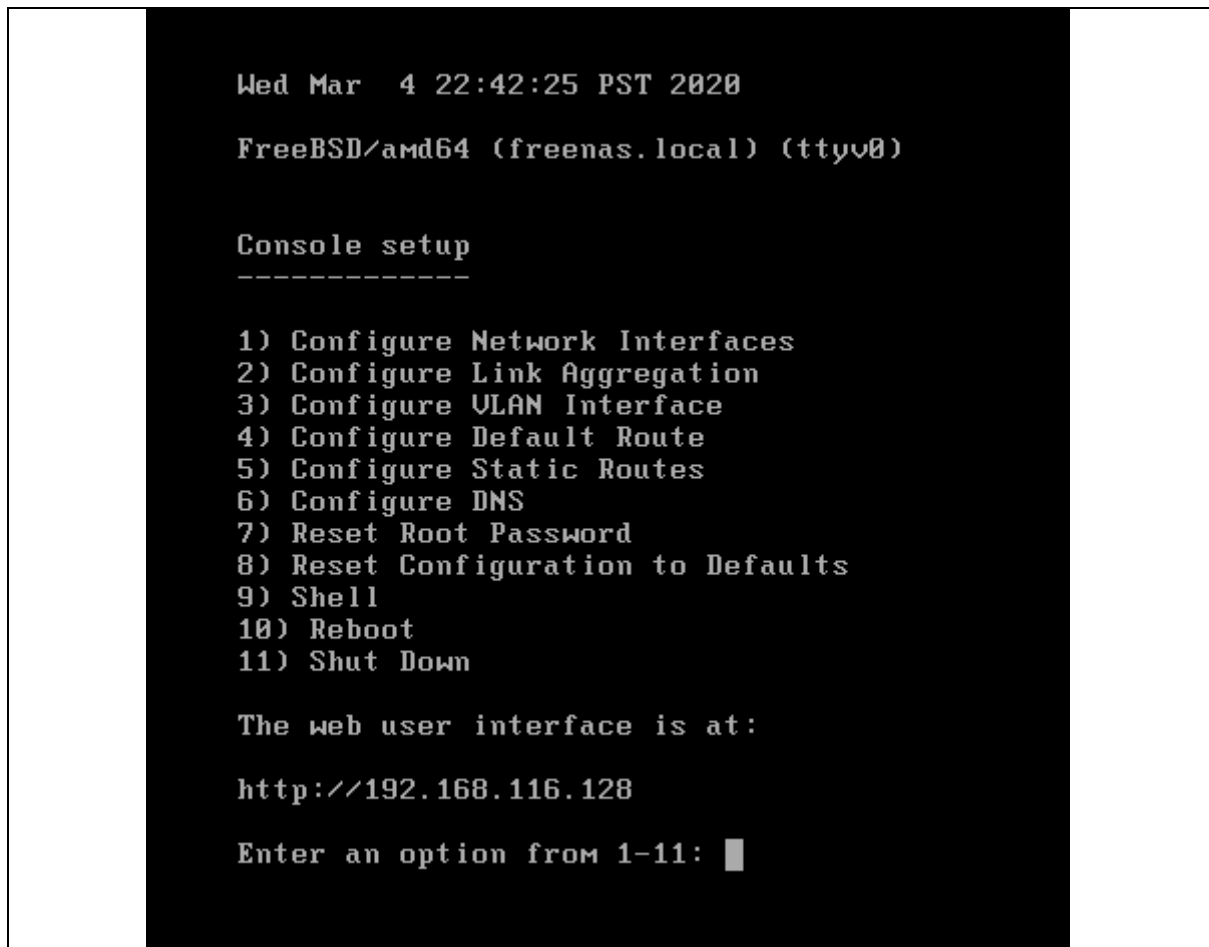 Wed Mar  4 22:42:25 PST 2020
FreeBSD/amd64 (freenas.local) (ttyv0)
Console setup
-------------
1) Configure Network Interfaces
2) Configure Link Aggregation
3) Configure VLAN Interface
4) Configure Default Route
5) Configure Static Routes
6) Configure DNS
7) Reset Root Password
8) Reset Configuration to Defaults
9) Shell
10) Reboot
11) Shut Down
The web user interface is at:
http://192.168.116.128
Enter an option from 1-11: